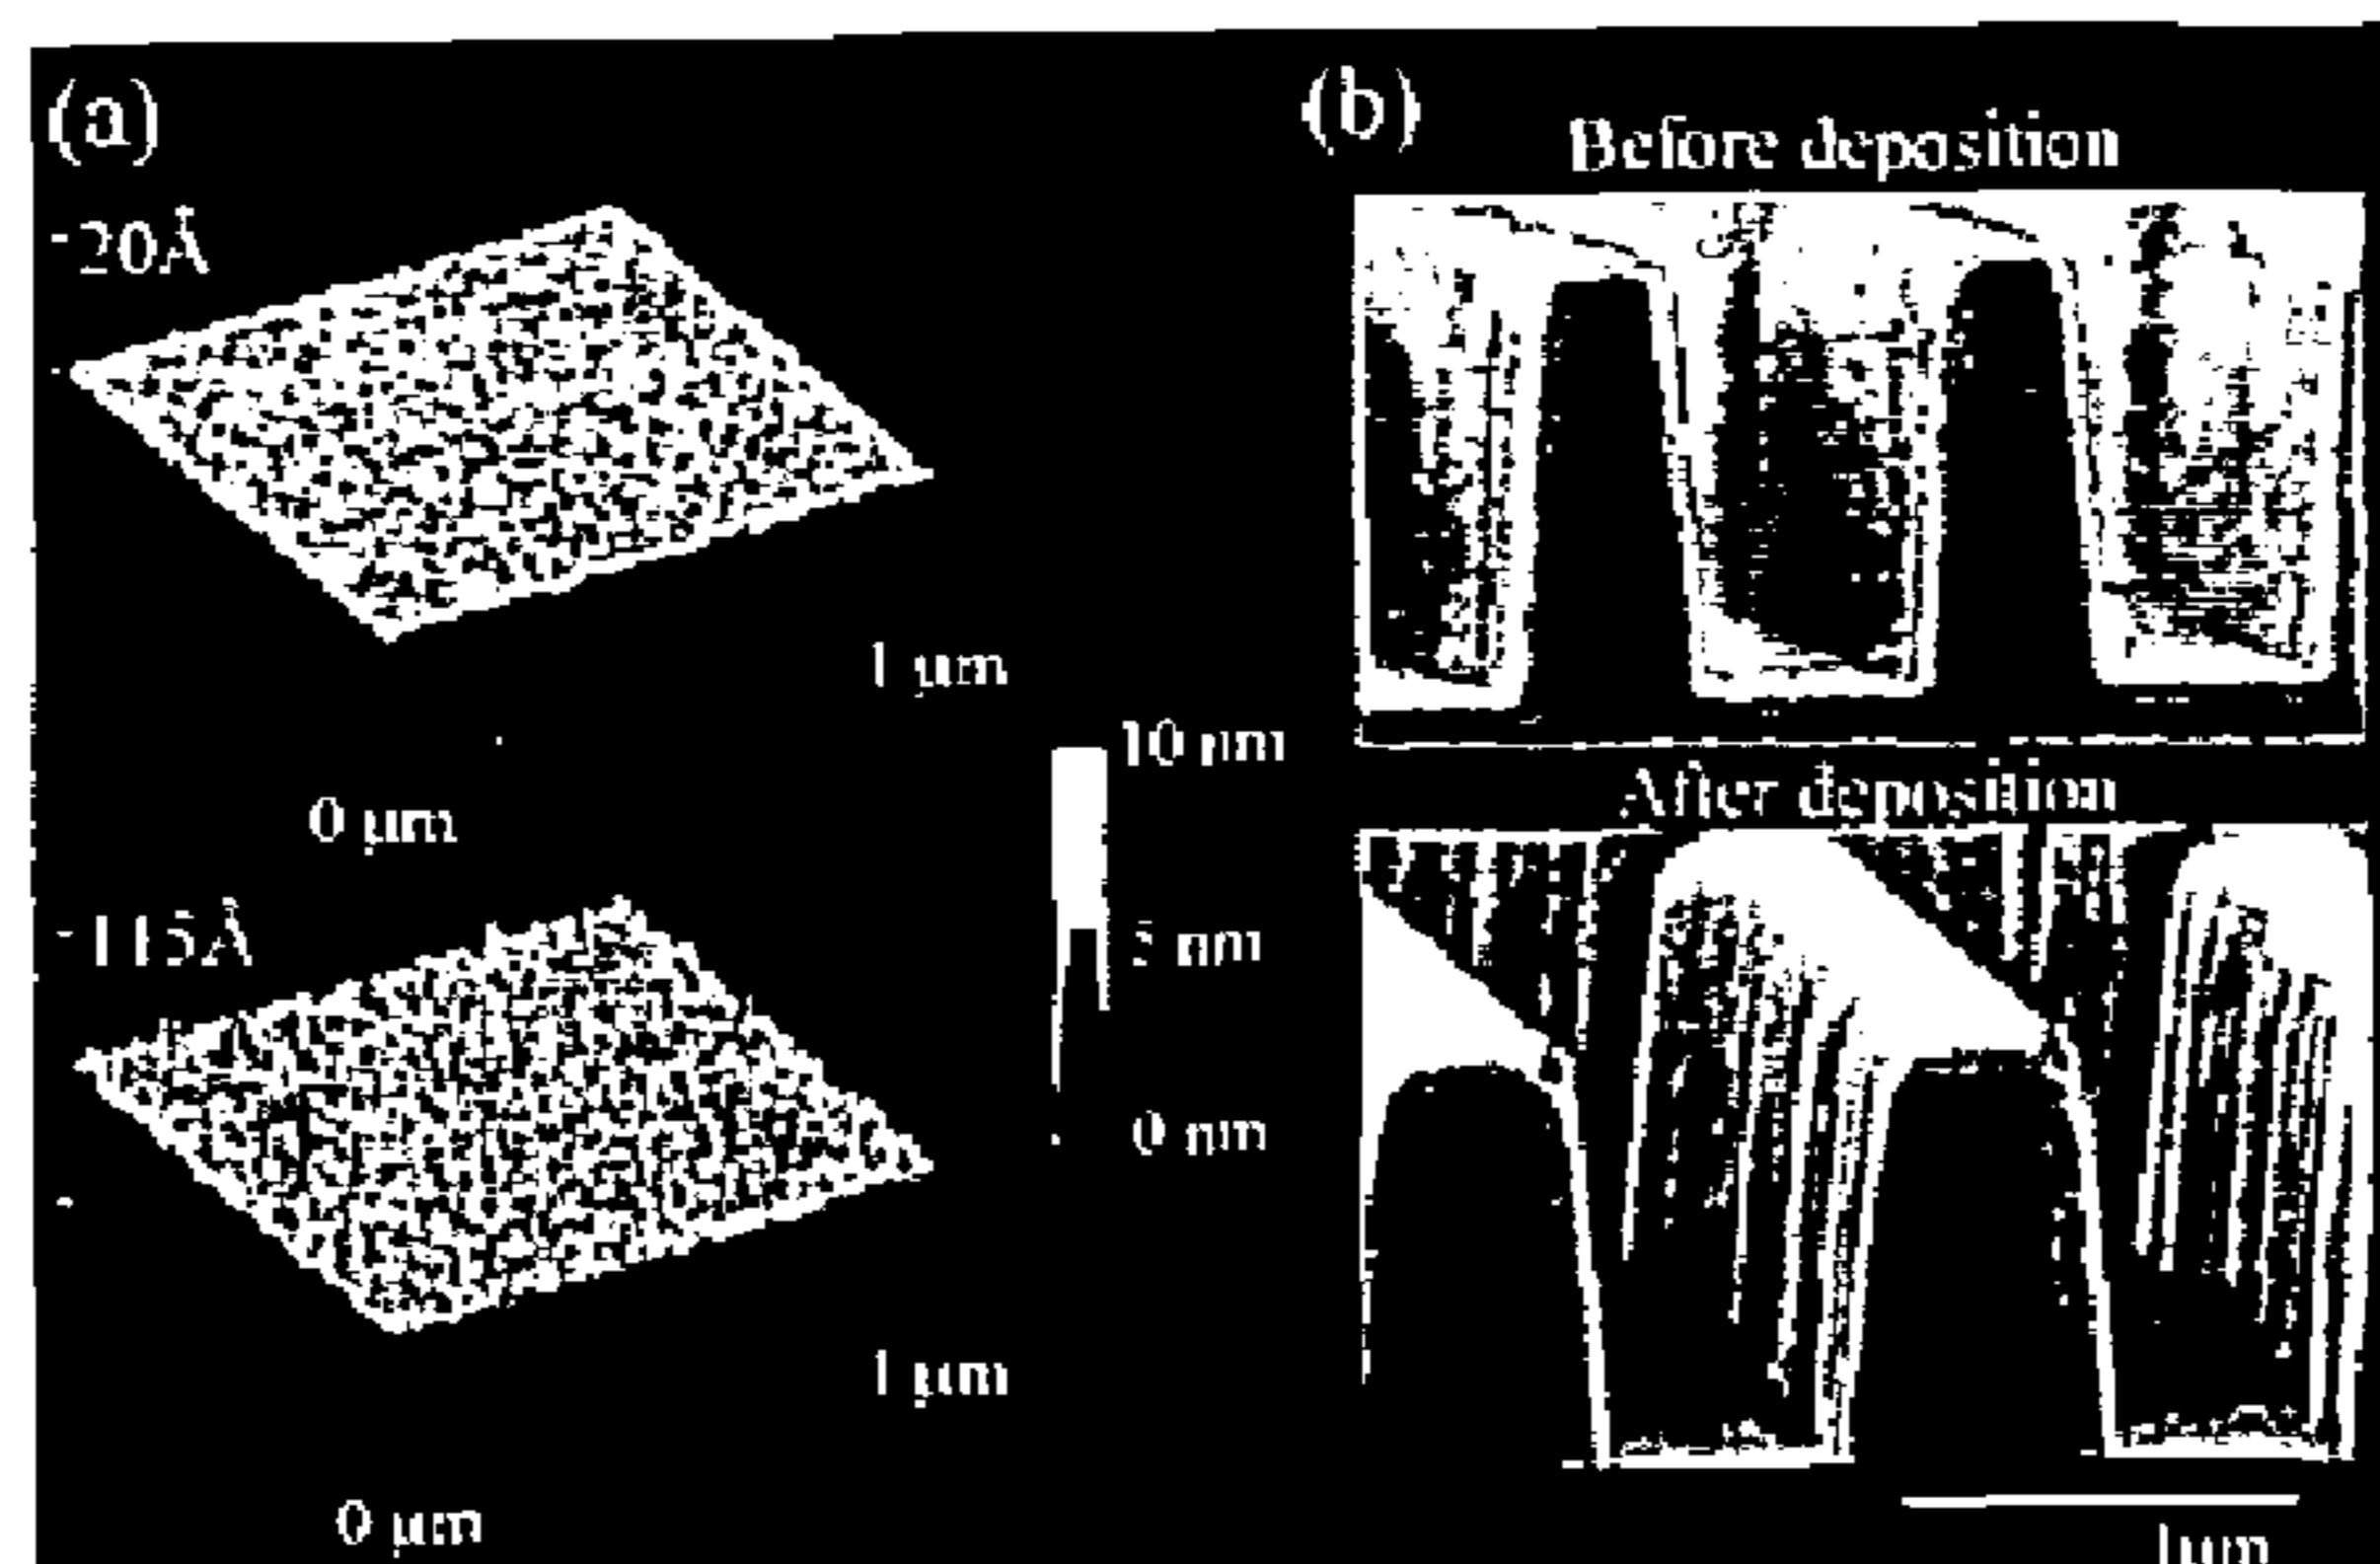 (a)
20Å
1 µm
0 µm
115Å
1 µm
0 µm
10 nm
5 nm
0 nm
(b)
Before deposition
After deposition
1µm